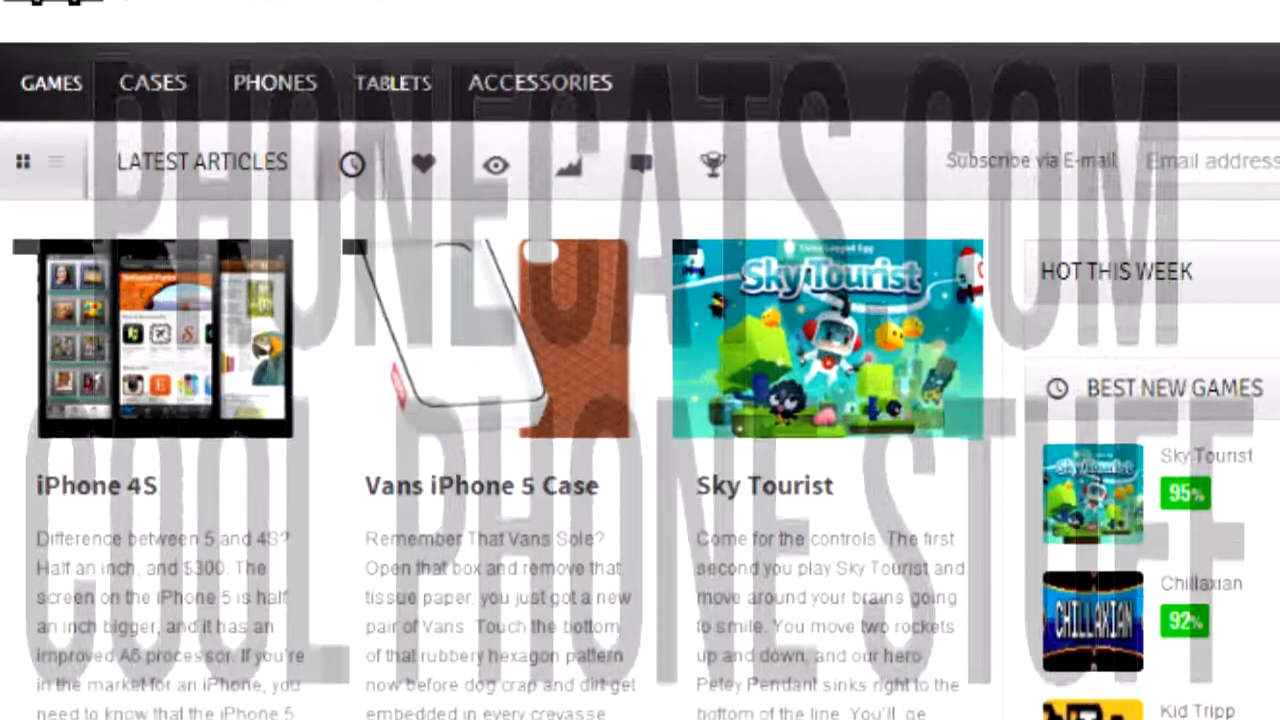 GAMES CASES PHONES TABLETS ACCESSORIES
LATEST ARTICLES
Subscribe via E-mail Email address
PHONECATS.COM
COOL PHONE STUFF
iPhone 4S
Difference between 5 and 4S?
Half an inch, and $300. The
screen on the iPhone 5 is half
an inch bigger, and it has an
improved A6 processor. If you're
in the market for an iPhone, you
need to know that the iPhone 5
Vans iPhone 5 Case
Remember That Vans Sole?
Open that box and remove that
tissue paper, you just got a new
pair of Vans. Touch the bottom
of that rubbery hexagon pattern
now before dog crap and dirt get
embedded in every crevasse
Sky Tourist
Sky Tourist
Come for the controls. The first
second you play Sky Tourist and
move around your brains going
to smile. You move two rockets
up and down, and our hero
Petey Pendant sinks right to the
bottom of the line. You'll
HOT THIS WEEK
BEST NEW GAMES
Sky Tourist
Sky Tourist
95%
CHILLAXIAN
Chillaxian
92%
Kid Tripp